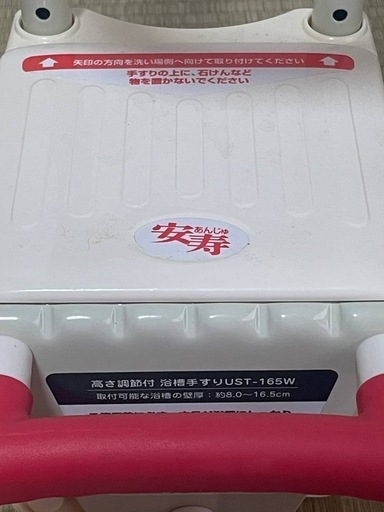 矢印の方向を洗い場側へ向けて取り付けてください
手すりの上に、石けんなど
物を置かないでください
あんじゅ
安寿
高さ調節付 浴槽手すりUST-165W
取付可能な浴槽の壁厚：約8.0～16.5cm